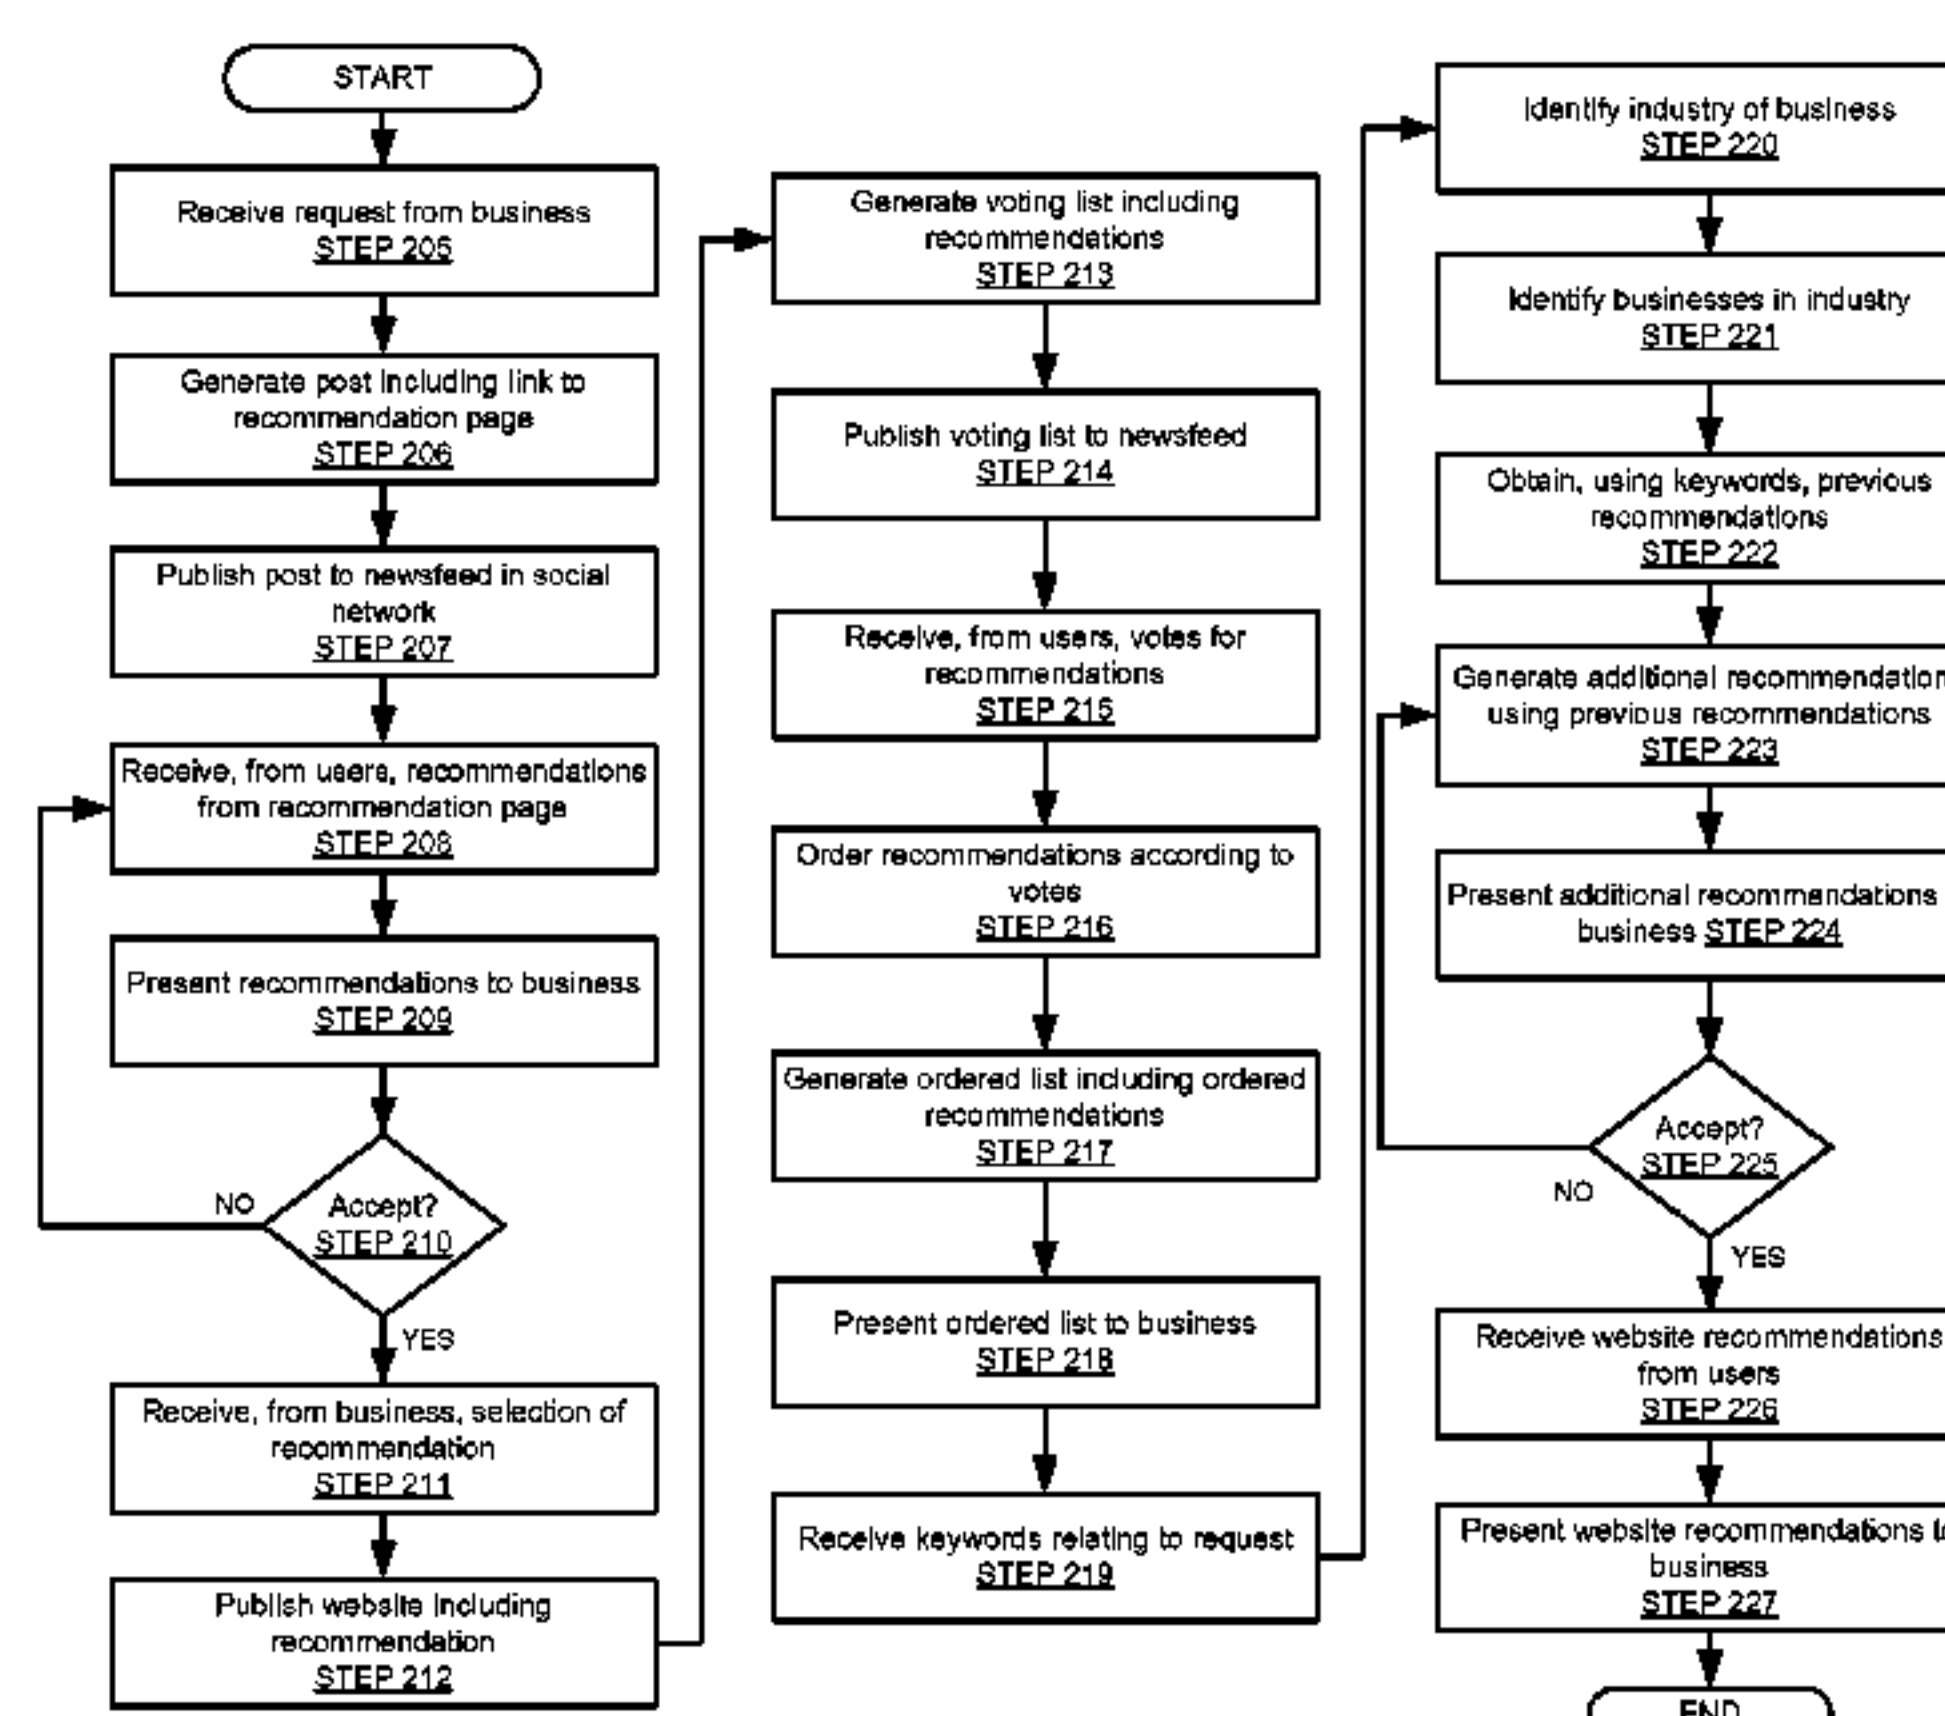 START
Receive request from business
STEP 205
Generate post including link to
recommendation page
STEP 206
Publish post to newsfeed in social
network
STEP 207
Receive, from users, recommendations
from recommendation page
STEP 208
Present recommendations to business
STEP 209
NO
Accept?
STEP 210
YES
Receive, from business, selection of
recommendation
STEP 211
Publish website including
recommendation
STEP 212
Generate voting list including
recommendations
STEP 213
Publish voting list to newsfeed
STEP 214
Receive, from users, votes for
recommendations
STEP 215
Order recommendations according to
votes
STEP 216
Generate ordered list including ordered
recommendations
STEP 217
Present ordered list to business
STEP 218
Receive keywords relating to request
STEP 219
Identify industry of business
STEP 220
Identify businesses in industry
STEP 221
Obtain, using keywords, previous
recommendations
STEP 222
Generate additional recommendation
using previous recommendations
STEP 223
Present additional recommendations
business STEP 224
Accept?
STEP 225
NO
YES
Receive website recommendations
from users
STEP 226
Present website recommendations to
business
STEP 227
END